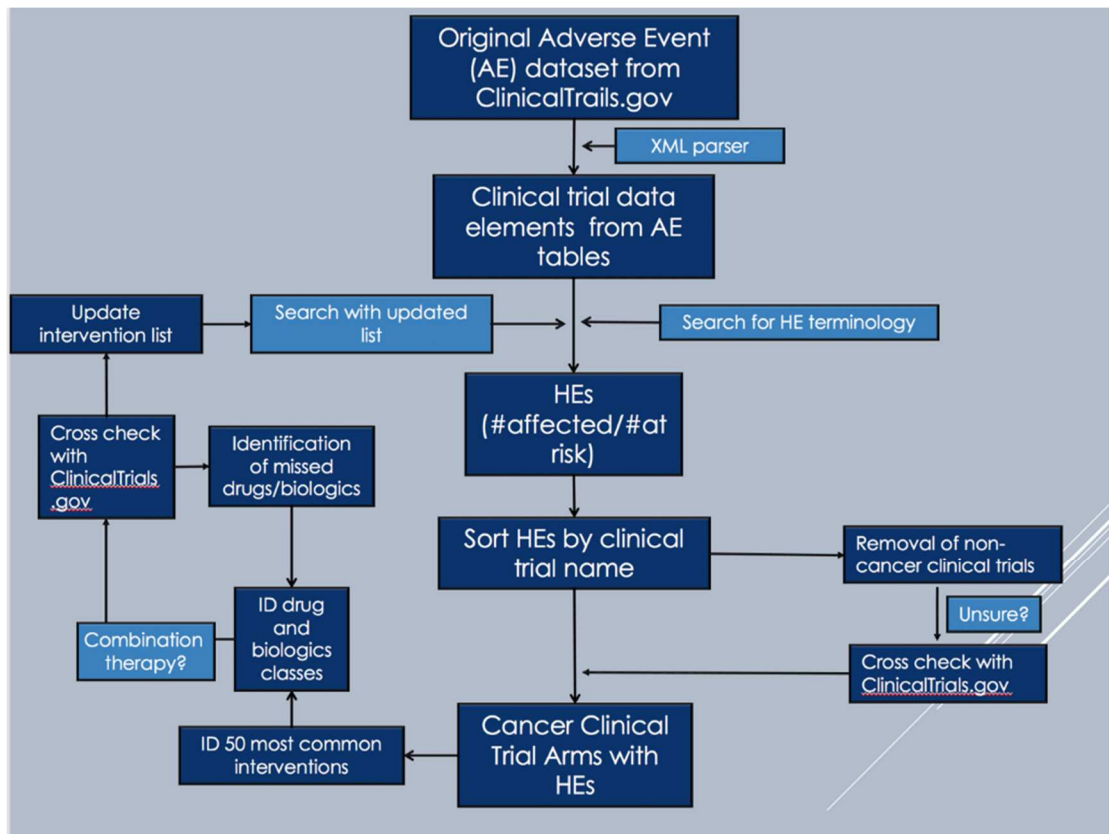 Original Adverse Event
(AE) dataset from
ClinicalTrails.gov
XML parser
Clinical trial data
elements from AE
tables
Update
intervention list
Search with updated
list
Search for HE terminology
HEs
(#affected/#at
risk)
Cross check
with
ClinicalTrials
.gov
Identification
of missed
drugs/biologics
Sort HEs by clinical
trial name
Removal of non-
cancer clinical trials
Unsure?
Combination
therapy?
ID drug
and
biologics
classes
Cross check with
ClinicalTrials.gov
ID 50 most common
interventions
Cancer Clinical
Trial Arms with
HEs